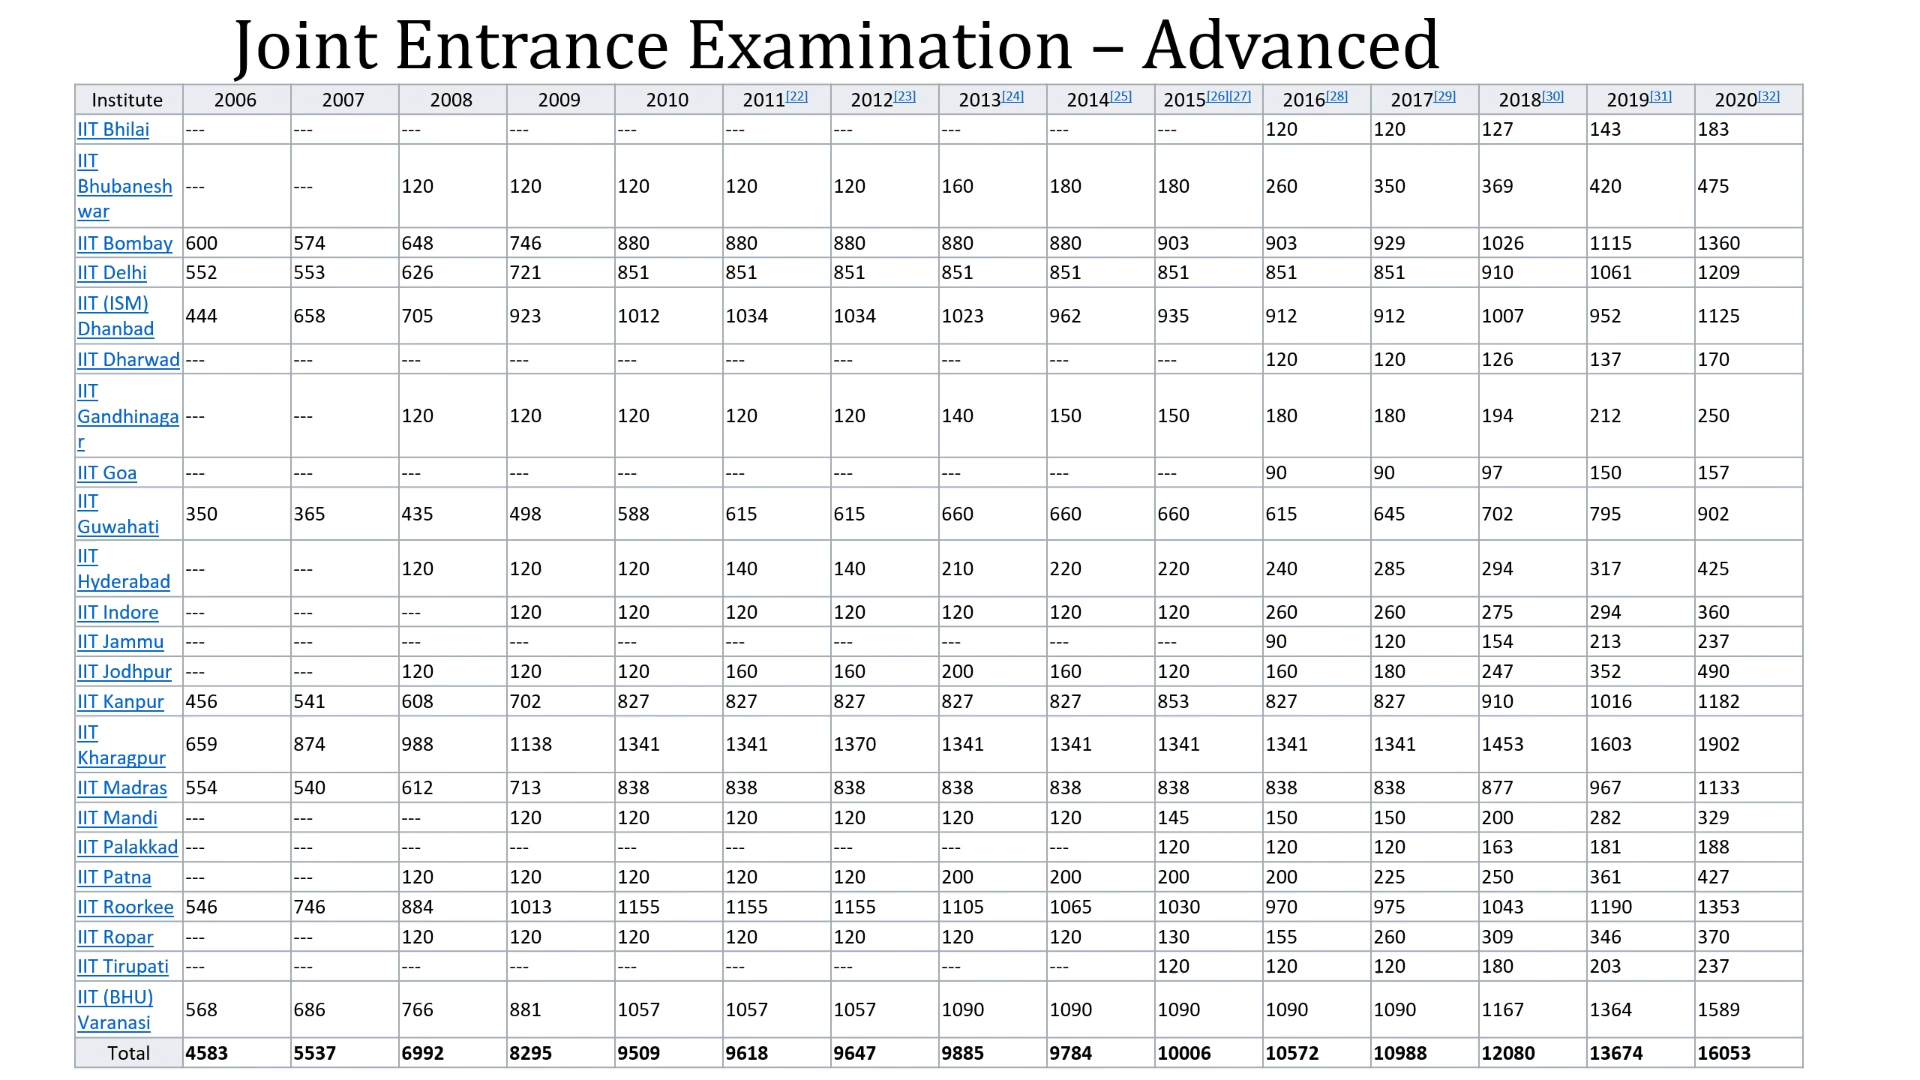 Joint Entrance Examination – Advanced
Institute 2006 2007 2008 2009 2010 2011[22] 2012[23] 2013[24] 2014[25] 2015[26][27] 2016[28] 2017[29] 2018[30] 2019[31] 2020[32]
IIT Bhilai --- --- --- --- --- --- --- --- --- --- 120 120 127 143 183
IIT
Bhubanesh
war
--- --- 120 120 120 120 120 160 180 180 260 350 369 420 475
IIT Bombay 600 574 648 746 880 880 880 880 880 903 903 929 1026 1115 1360
IIT Delhi 552 553 626 721 851 851 851 851 851 851 851 851 910 1061 1209
IIT (ISM)
Dhanbad
444 658 705 923 1012 1034 1034 1023 962 935 912 912 1007 952 1125
IIT Dharwad --- --- --- --- --- --- --- --- --- --- 120 120 126 137 170
IIT
Gandhinaga
r
--- --- 120 120 120 120 120 140 150 150 180 180 194 212 250
IIT Goa --- --- --- --- --- --- --- --- --- --- 90 90 97 150 157
IIT
Guwahati
350 365 435 498 588 615 615 660 660 660 615 645 702 795 902
IIT
Hyderabad
--- --- 120 120 120 140 140 210 220 220 240 285 294 317 425
IIT Indore --- --- --- 120 120 120 120 120 120 120 260 260 275 294 360
IIT Jammu --- --- --- --- --- --- --- --- --- --- 90 120 154 213 237
IIT Jodhpur --- --- 120 120 120 160 160 200 160 120 160 180 247 352 490
IIT Kanpur 456 541 608 702 827 827 827 827 827 853 827 827 910 1016 1182
IIT
Kharagpur
659 874 988 1138 1341 1341 1370 1341 1341 1341 1341 1341 1453 1603 1902
IIT Madras 554 540 612 713 838 838 838 838 838 838 838 838 877 967 1133
IIT Mandi --- --- --- 120 120 120 120 120 120 145 150 150 200 282 329
IIT Palakkad --- --- --- --- --- --- --- --- --- 120 120 120 163 181 188
IIT Patna --- --- 120 120 120 120 120 200 200 200 200 225 250 361 427
IIT Roorkee 546 746 884 1013 1155 1155 1155 1105 1065 1030 970 975 1043 1190 1353
IIT Ropar --- --- 120 120 120 120 120 120 120 130 155 260 309 346 370
IIT Tirupati --- --- --- --- --- --- --- --- --- 120 120 120 180 203 237
IIT (BHU)
Varanasi
568 686 766 881 1057 1057 1057 1090 1090 1090 1090 1090 1167 1364 1589
Total 4583 5537 6992 8295 9509 9618 9647 9885 9784 10006 10572 10988 12080 13674 16053